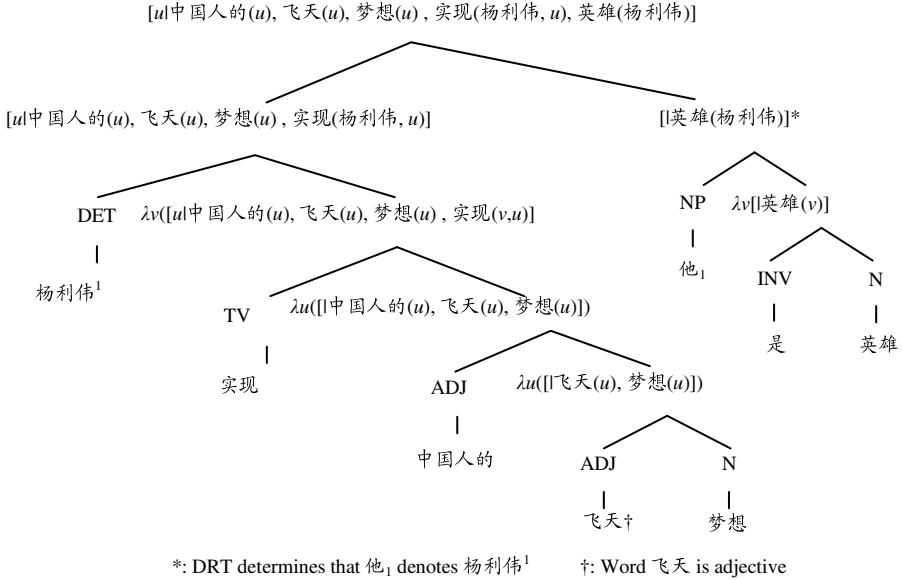 [u|中国人的(u), 飞天(u), 梦想(u) , 实现(杨利伟, u), 英雄(杨利伟)]
[u|中国人的(u), 飞天(u), 梦想(u) , 实现(杨利伟, u)]
[|英雄(杨利伟)]*
DET
λv([u|中国人的(u), 飞天(u), 梦想(u) , 实现(v,u)]
NP
λv[|英雄(v)]
杨利伟¹
他₁
INV
N
TV
λu([|中国人的(u), 飞天(u), 梦想(u)])
是
英雄
实现
ADJ
λu([|飞天(u), 梦想(u)])
中国人的
ADJ
N
飞天†
梦想
*: DRT determines that 他₁ denotes 杨利伟¹
†: Word 飞天 is adjective